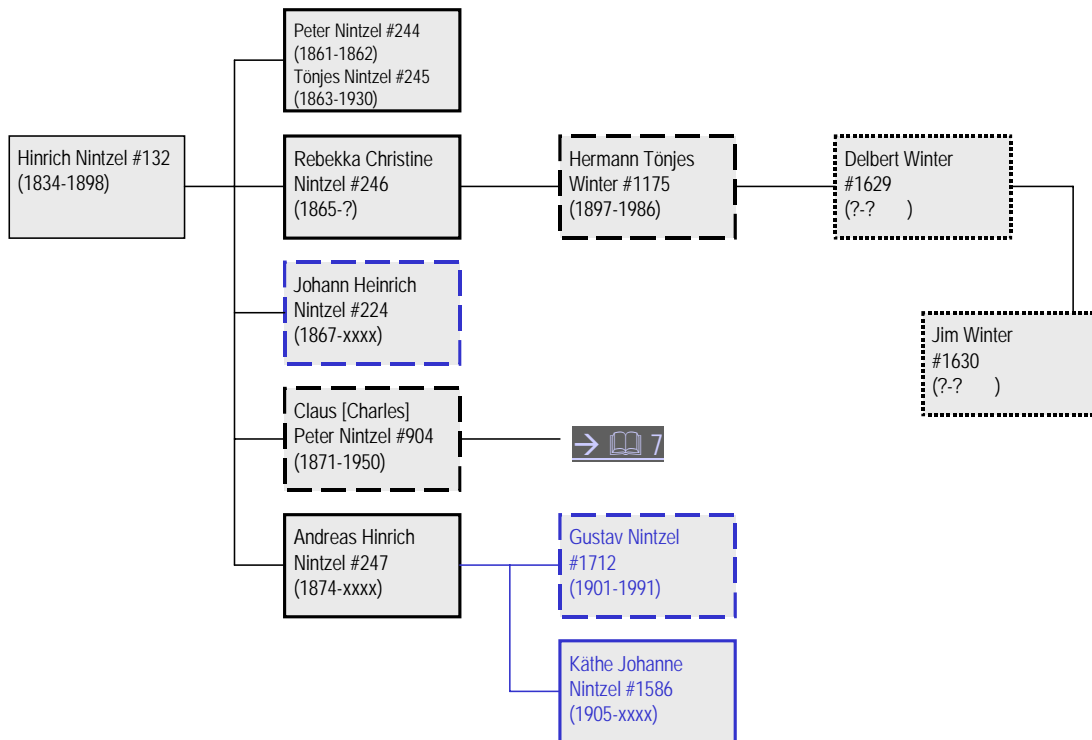 Peter Nintzel #244
(1861-1862)
Tönjes Nintzel #245
(1863-1930)
Hinrich Nintzel #132
(1834-1898)
Rebekka Christine
Nintzel #246
(1865-?)
Hermann Tönjes
Winter #1175
(1897-1986)
Delbert Winter
#1629
(?-? )
Johann Heinrich
Nintzel #224
(1867-xxxx)
Jim Winter
#1630
(?-? )
Claus [Charles]
Peter Nintzel #904
(1871-1950)
→ 🕮 7
Andreas Hinrich
Nintzel #247
(1874-xxxx)
Gustav Nintzel
#1712
(1901-1991)
Käthe Johanne
Nintzel #1586
(1905-xxxx)